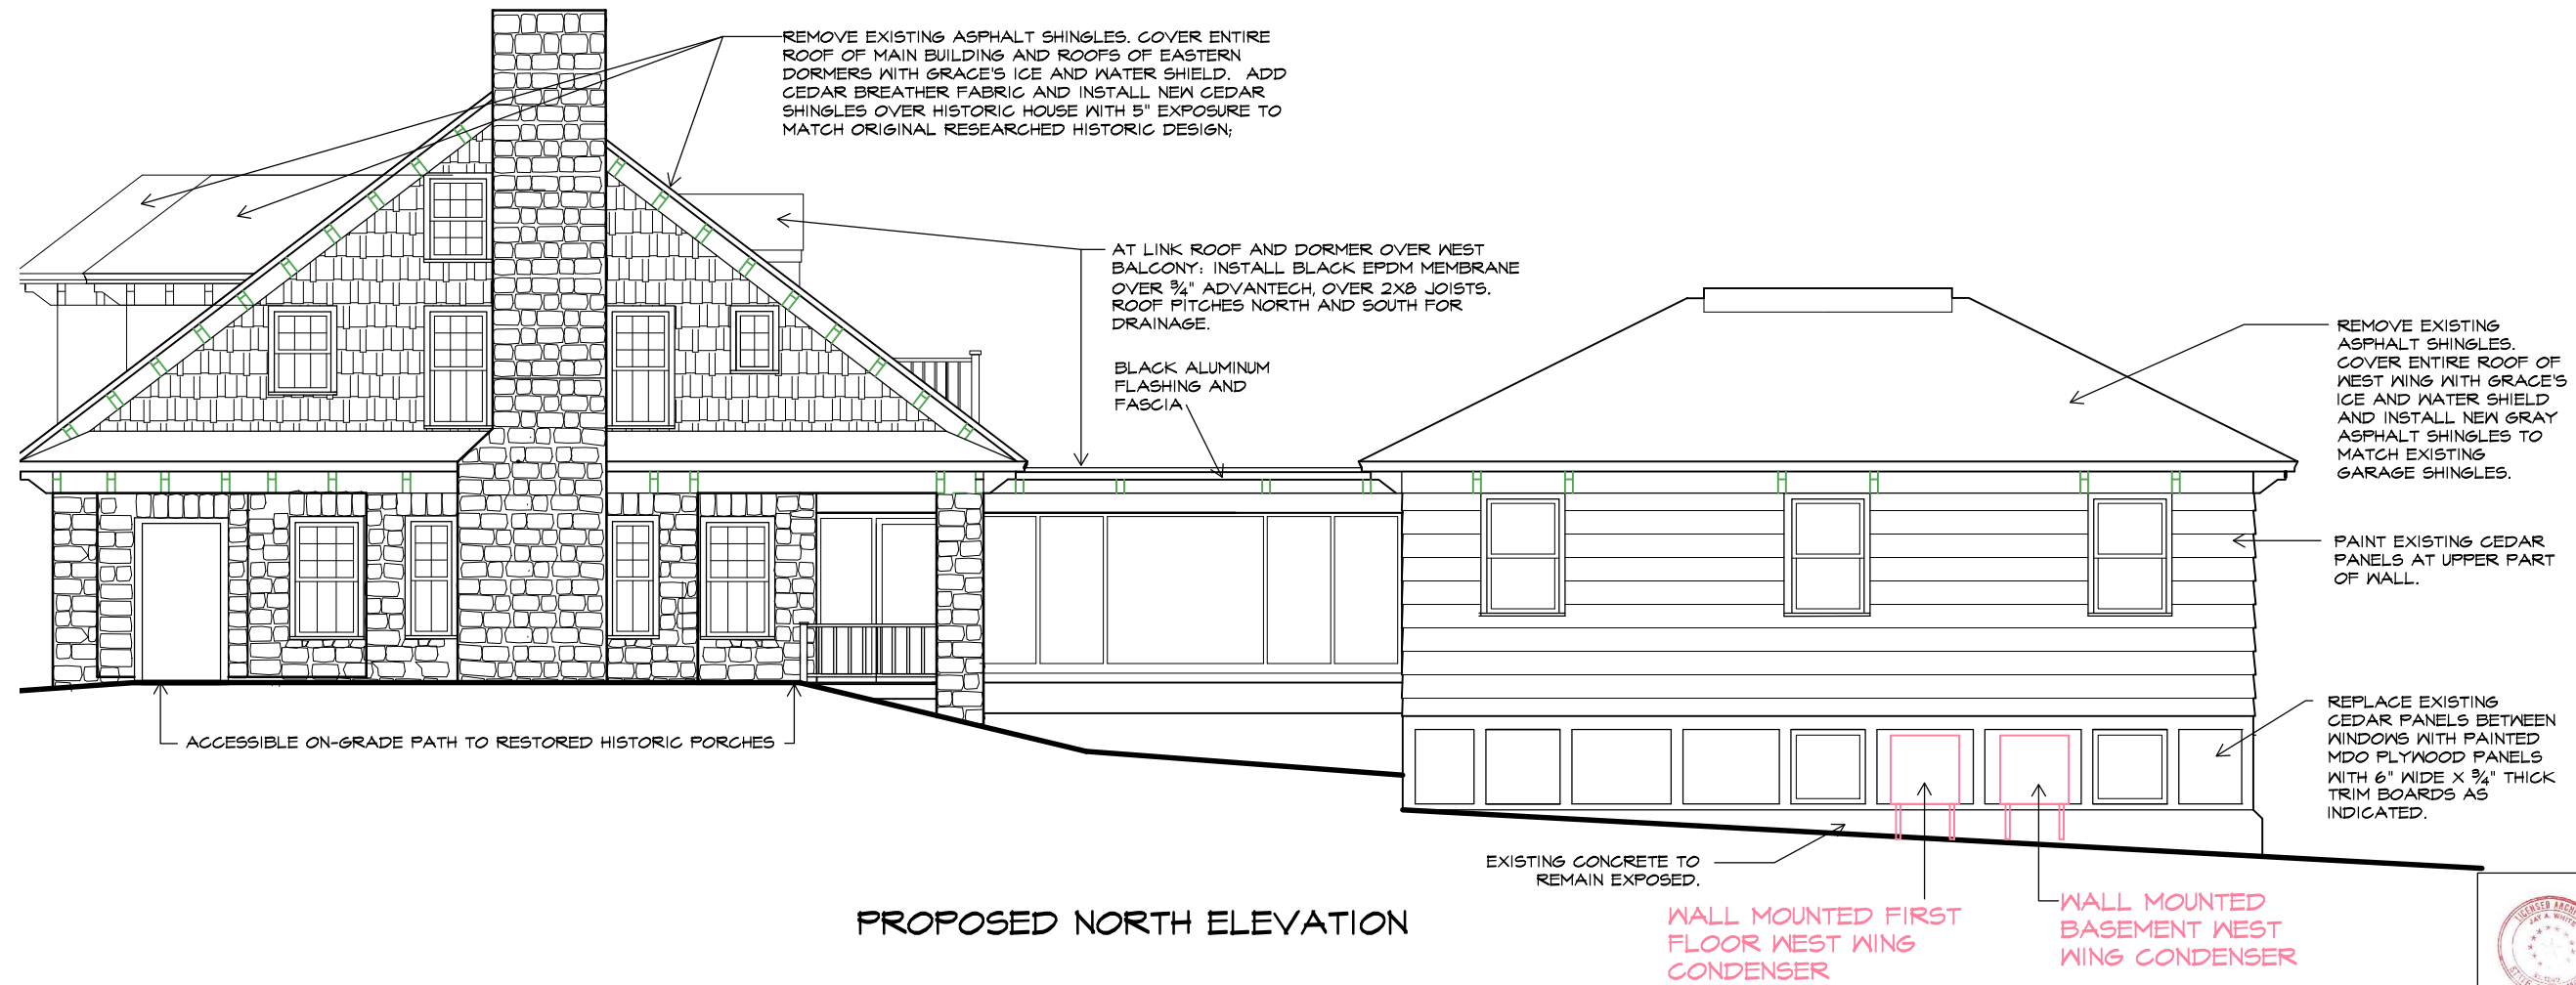 REMOVE EXISTING ASPHALT SHINGLES. COVER ENTIRE
ROOF OF MAIN BUILDING AND ROOFS OF EASTERN
DORMERS WITH GRACE'S ICE AND WATER SHIELD. ADD
CEDAR BREATHER FABRIC AND INSTALL NEW CEDAR
SHINGLES OVER HISTORIC HOUSE WITH 5" EXPOSURE TO
MATCH ORIGINAL RESEARCHED HISTORIC DESIGN;
AT LINK ROOF AND DORMER OVER WEST
BALCONY: INSTALL BLACK EPDM MEMBRANE
OVER ¾" ADVANTECH, OVER 2X8 JOISTS.
ROOF PITCHES NORTH AND SOUTH FOR
DRAINAGE.
BLACK ALUMINUM
FLASHING AND
FASCIA
REMOVE EXISTING
ASPHALT SHINGLES.
COVER ENTIRE ROOF OF
WEST WING WITH GRACE'S
ICE AND WATER SHIELD
AND INSTALL NEW GRAY
ASPHALT SHINGLES TO
MATCH EXISTING
GARAGE SHINGLES.
PAINT EXISTING CEDAR
PANELS AT UPPER PART
OF WALL.
REPLACE EXISTING
CEDAR PANELS BETWEEN
WINDOWS WITH PAINTED
MDO PLYWOOD PANELS
WITH 6" WIDE X ¾" THICK
TRIM BOARDS AS
INDICATED.
ACCESSIBLE ON-GRADE PATH TO RESTORED HISTORIC PORCHES
EXISTING CONCRETE TO
REMAIN EXPOSED.
PROPOSED NORTH ELEVATION
WALL MOUNTED FIRST
FLOOR WEST WING
CONDENSER
WALL MOUNTED
BASEMENT WEST
WING CONDENSER
LICENSED
JAY A.